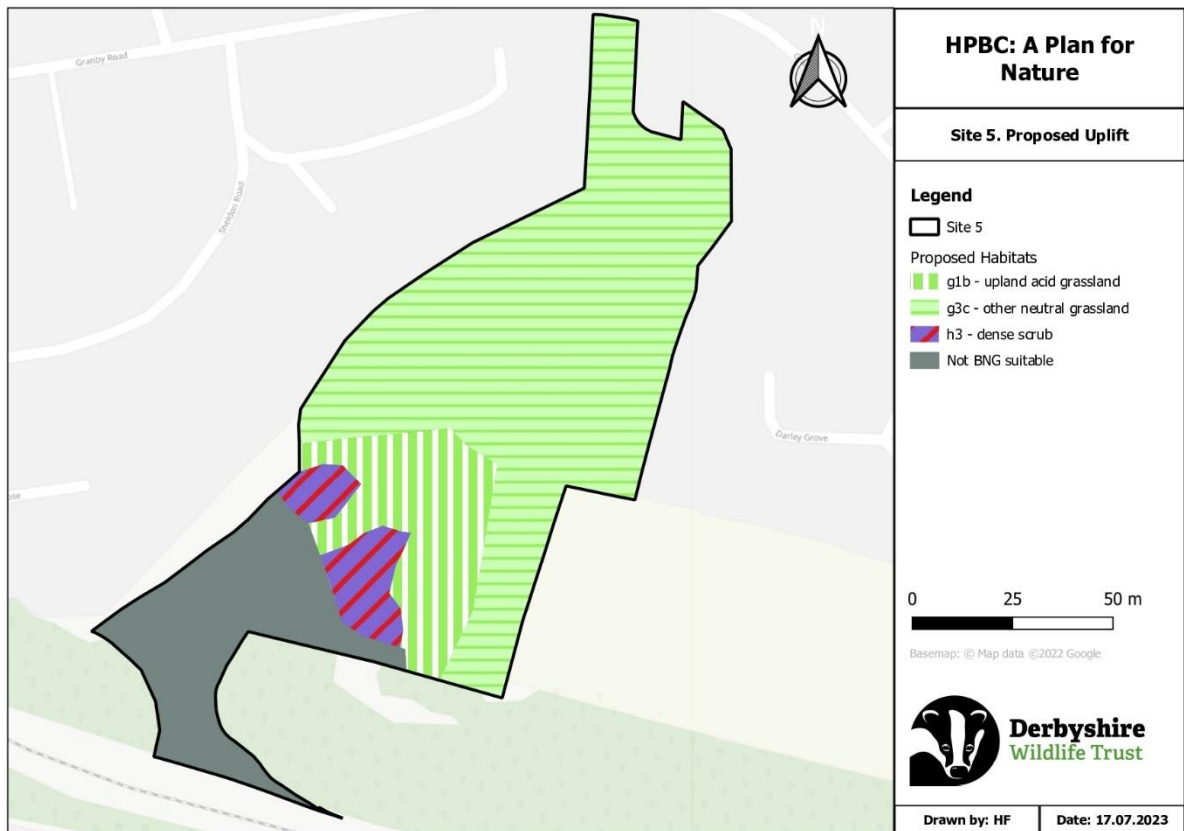 Granby Road
Sheldon Road
ose
Darley Grove
N
HPBC: A Plan for
Nature
Site 5. Proposed Uplift
Legend
Site 5
Proposed Habitats
g1b - upland acid grassland
g3c - other neutral grassland
h3 - dense scrub
Not BNG suitable
0 25 50 m
Basemap: © Map data ©2022 Google
Derbyshire
Wildlife Trust
Drawn by: HF
Date: 17.07.2023